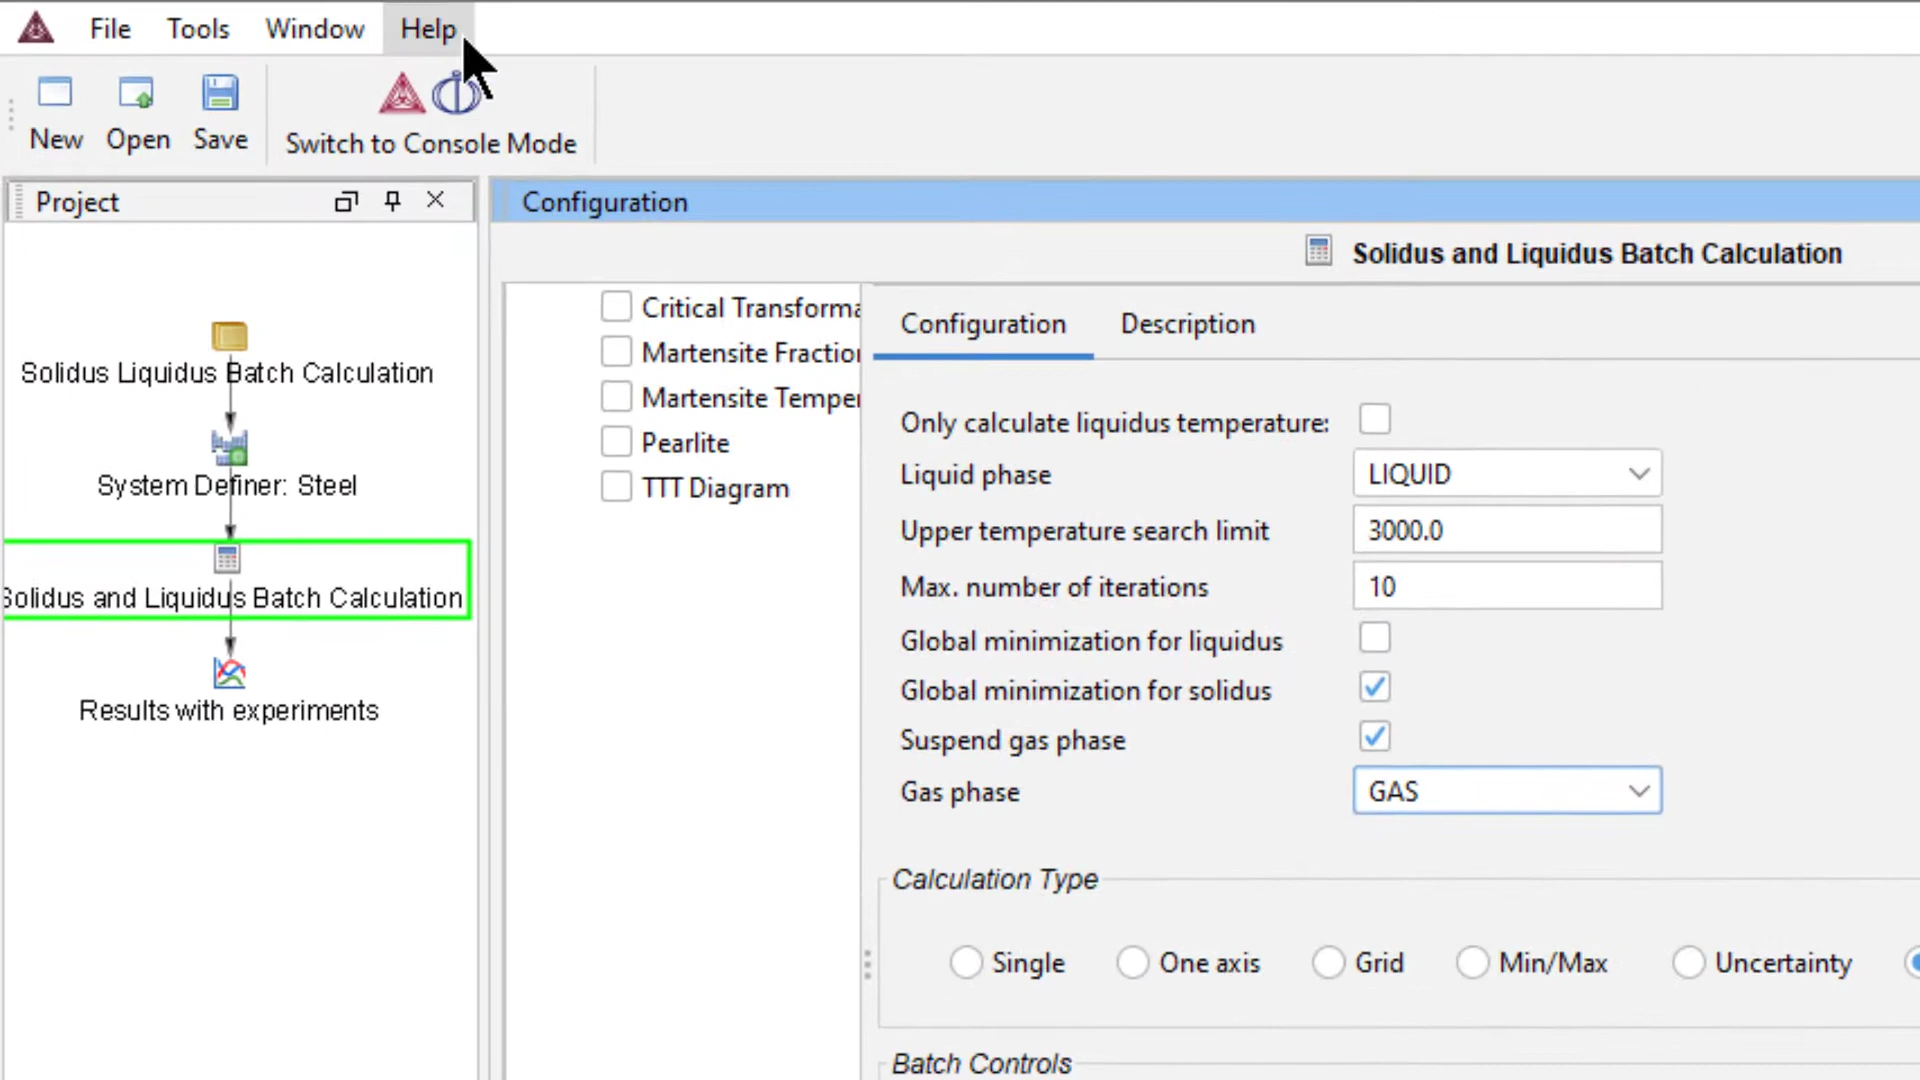 File Tools Window Help
New Open Save Switch to Console Mode
Project
Solidus Liquidus Batch Calculation
System Definer: Steel
Solidus and Liquidus Batch Calculation
Results with experiments
Configuration
Solidus and Liquidus Batch Calculation
Critical Transforma
Martensite Fraction
Martensite Temper
Pearlite
TTT Diagram
Configuration Description
Only calculate liquidus temperature:
Liquid phase LIQUID
Upper temperature search limit 3000.0
Max. number of iterations 10
Global minimization for liquidus
Global minimization for solidus
Suspend gas phase
Gas phase GAS
Calculation Type
Single One axis Grid Min/Max Uncertainty
Batch Controls